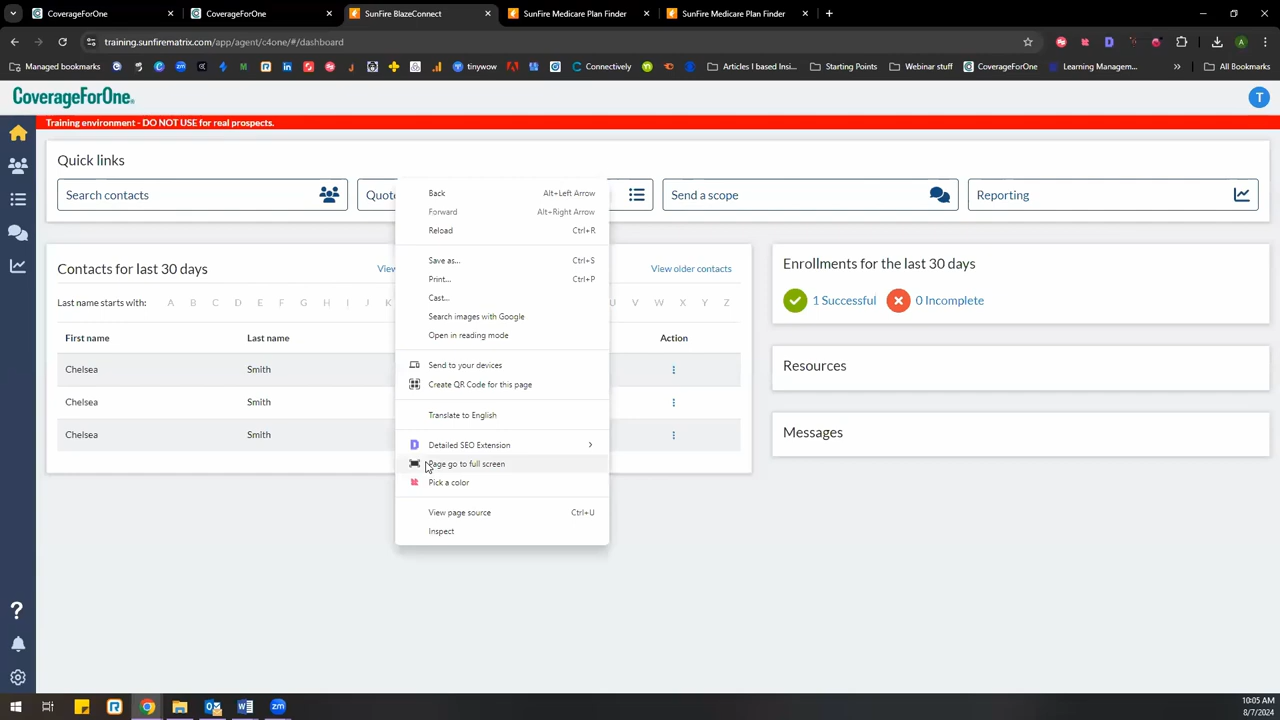 CoverageForOne
CoverageForOne
SunFire BlazeConnect
SunFire Medicare Plan Finder
SunFire Medicare Plan Finder
training.sunfirematrix.com/app/agent/c4one/#/dashboard
Managed bookmarks
tinywow
Connectively
Articles I based Insi...
Starting Points
Webinar stuff
CoverageForOne
Learning Managem...
All Bookmarks
CoverageForOne.
T
Training environment - DO NOT USE for real prospects.
Quick links
Search contacts
Quote
Send a scope
Reporting
Contacts for last 30 days
View
View older contacts
Last name starts with: A B C D E F G H I J K U V W X Y Z
First name Last name Action
Chelsea Smith
Chelsea Smith
Chelsea Smith
Enrollments for the last 30 days
1 Successful 0 Incomplete
Resources
Messages
Back Alt+Left Arrow
Forward Alt+Right Arrow
Reload Ctrl+R
Save as... Ctrl+S
Print... Ctrl+P
Cast...
Search images with Google
Open in reading mode
Send to your devices
Create QR Code for this page
Translate to English
Detailed SEO Extension
Page go to full screen
Pick a color
View page source Ctrl+U
Inspect
10:05 AM
8/7/2024